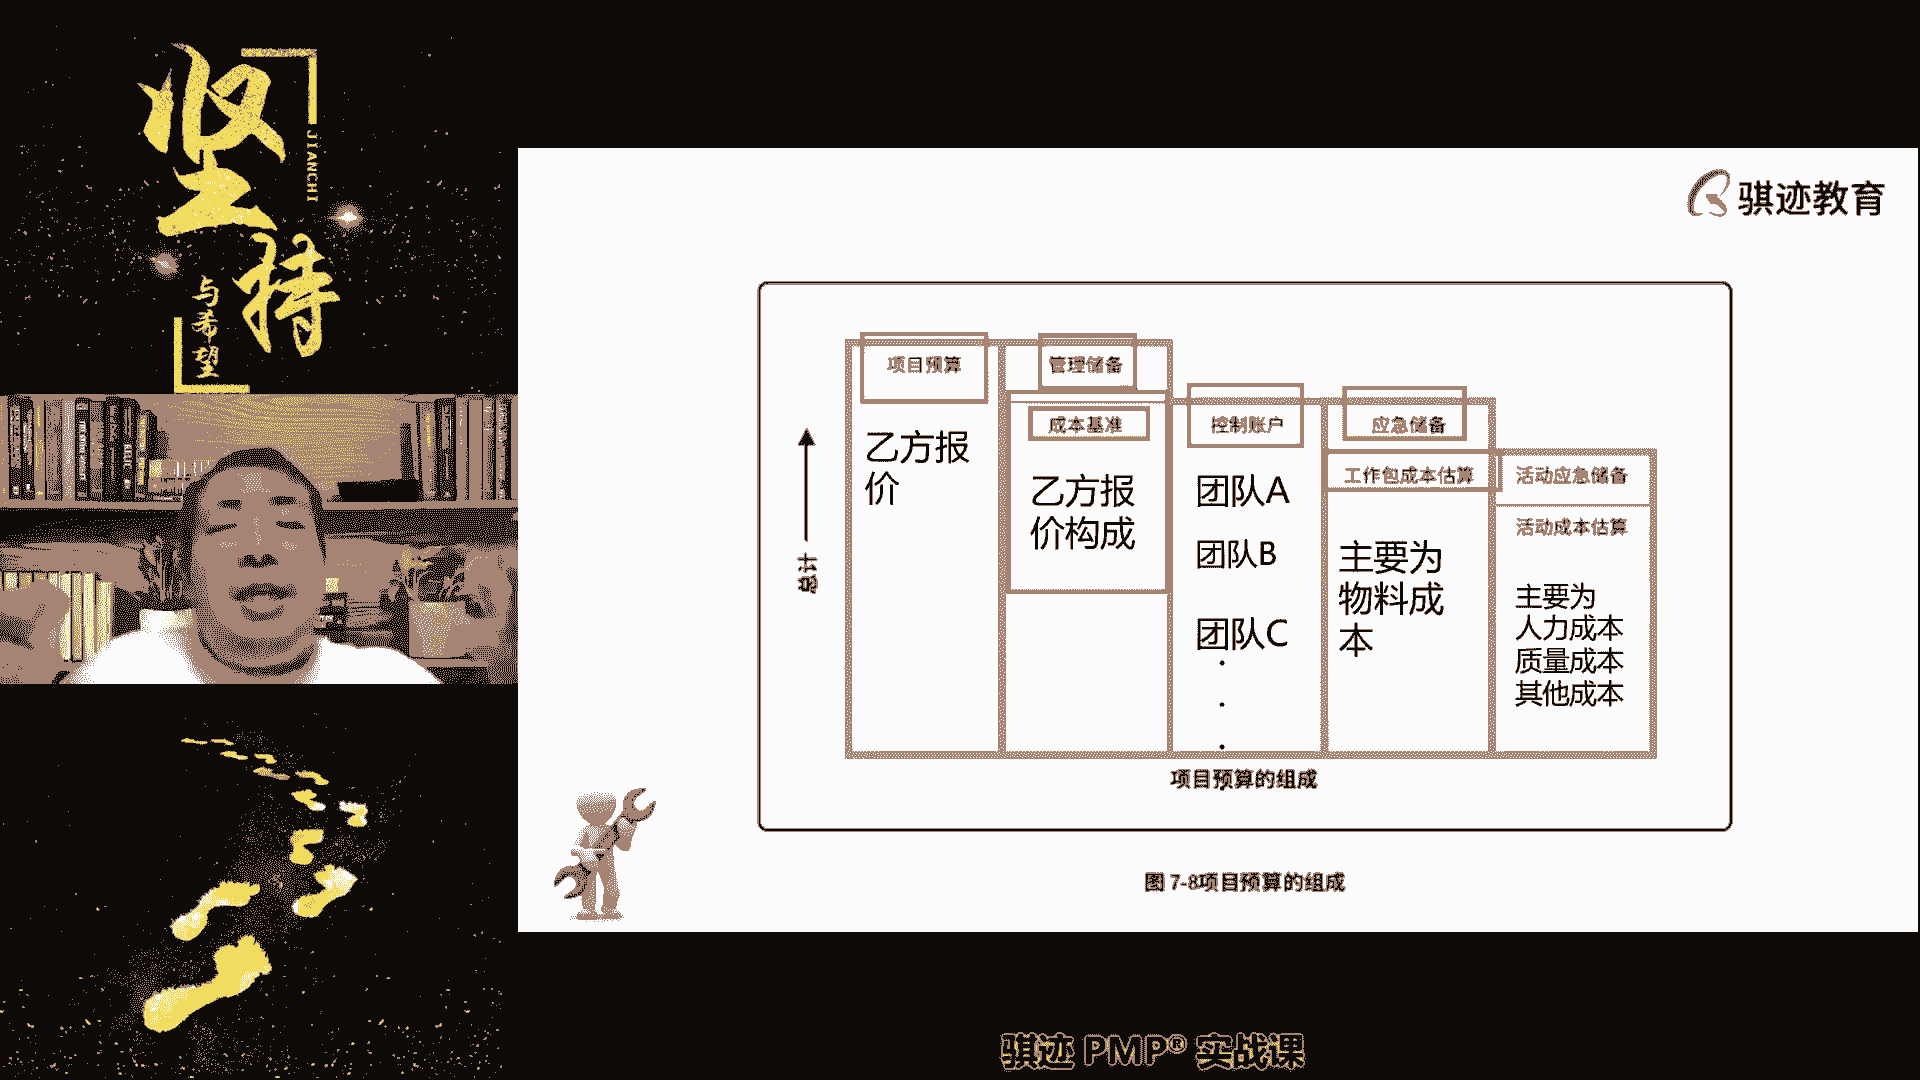 坚持
JIANCHI
与希望
骐迹教育
项目预算
管理储备
成本基准
控制账户
应急储备
工作包成本估算
活动应急储备
活动成本估算
乙方报
价
乙方报
价构成
团队A
团队B
团队C
主要为
物料成
本
主要为
人力成本
质量成本
其他成本
总计
项目预算的组成
图 7-8项目预算的组成
骐迹 PMP® 实战课